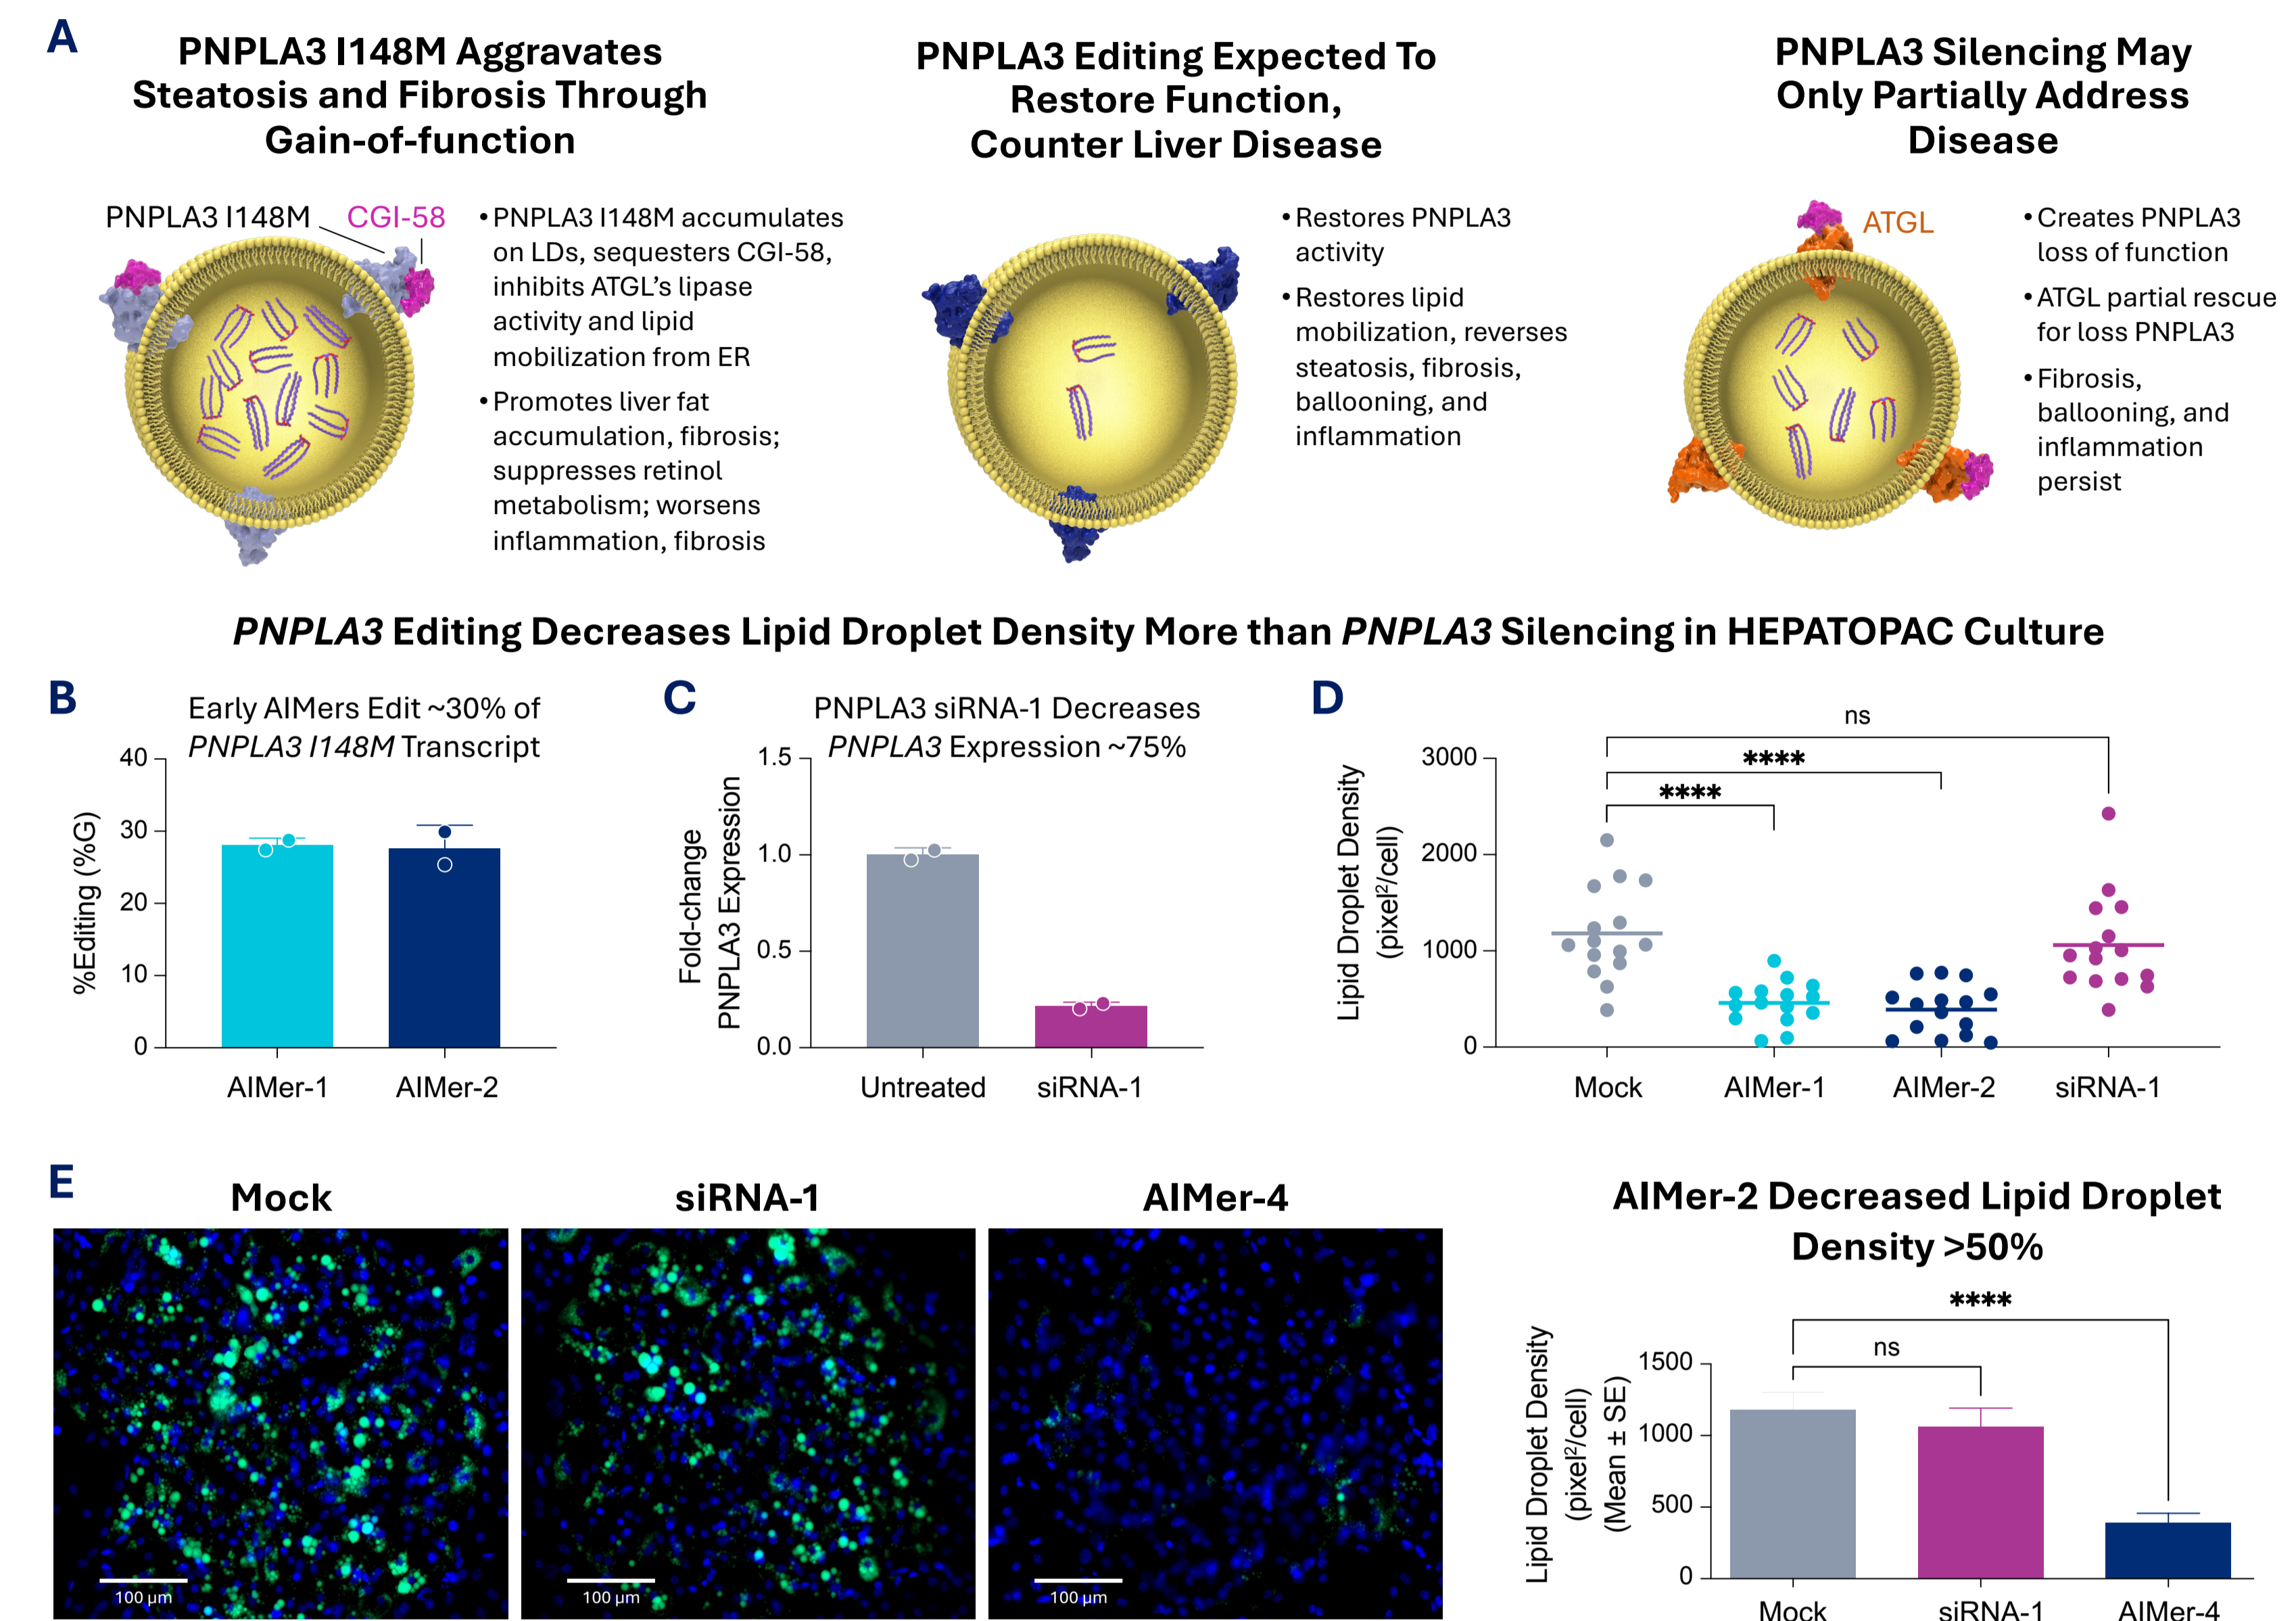 A
PNPLA3 I148M Aggravates
Steatosis and Fibrosis Through
Gain-of-function
PNPLA3 I148M
CGI-58
•PNPLA3 I148M accumulates
on LDs, sequesters CGI-58,
inhibits ATGL’s lipase
activity and lipid
mobilization from ER
•Promotes liver fat
accumulation, fibrosis;
suppresses retinol
metabolism; worsens
inflammation, fibrosis
PNPLA3 Editing Expected To
Restore Function,
Counter Liver Disease
•Restores PNPLA3
activity
•Restores lipid
mobilization, reverses
steatosis, fibrosis,
ballooning, and
inflammation
PNPLA3 Silencing May
Only Partially Address
Disease
ATGL
•Creates PNPLA3
loss of function
•ATGL partial rescue
for loss PNPLA3
•Fibrosis,
ballooning, and
inflammation
persist
PNPLA3 Editing Decreases Lipid Droplet Density More than PNPLA3 Silencing in HEPATOPAC Culture
B
Early AIMers Edit ~30% of
PNPLA3 I148M Transcript
%Editing (%G)
40
30
20
10
0
AIMer-1
AIMer-2
C
PNPLA3 siRNA-1 Decreases
PNPLA3 Expression ~75%
Fold-change
PNPLA3 Expression
1.5
1.0
0.5
0.0
Untreated
siRNA-1
D
Lipid Droplet Density
(pixel²/cell)
3000
2000
1000
0
ns
****
****
Mock
AIMer-1
AIMer-2
siRNA-1
E
Mock
100 µm
siRNA-1
100 µm
AIMer-4
100 µm
AIMer-2 Decreased Lipid Droplet
Density >50%
Lipid Droplet Density
(pixel²/cell)
(Mean ± SE)
1500
1000
500
0
****
ns
Mock
siRNA-1
AIMer-4